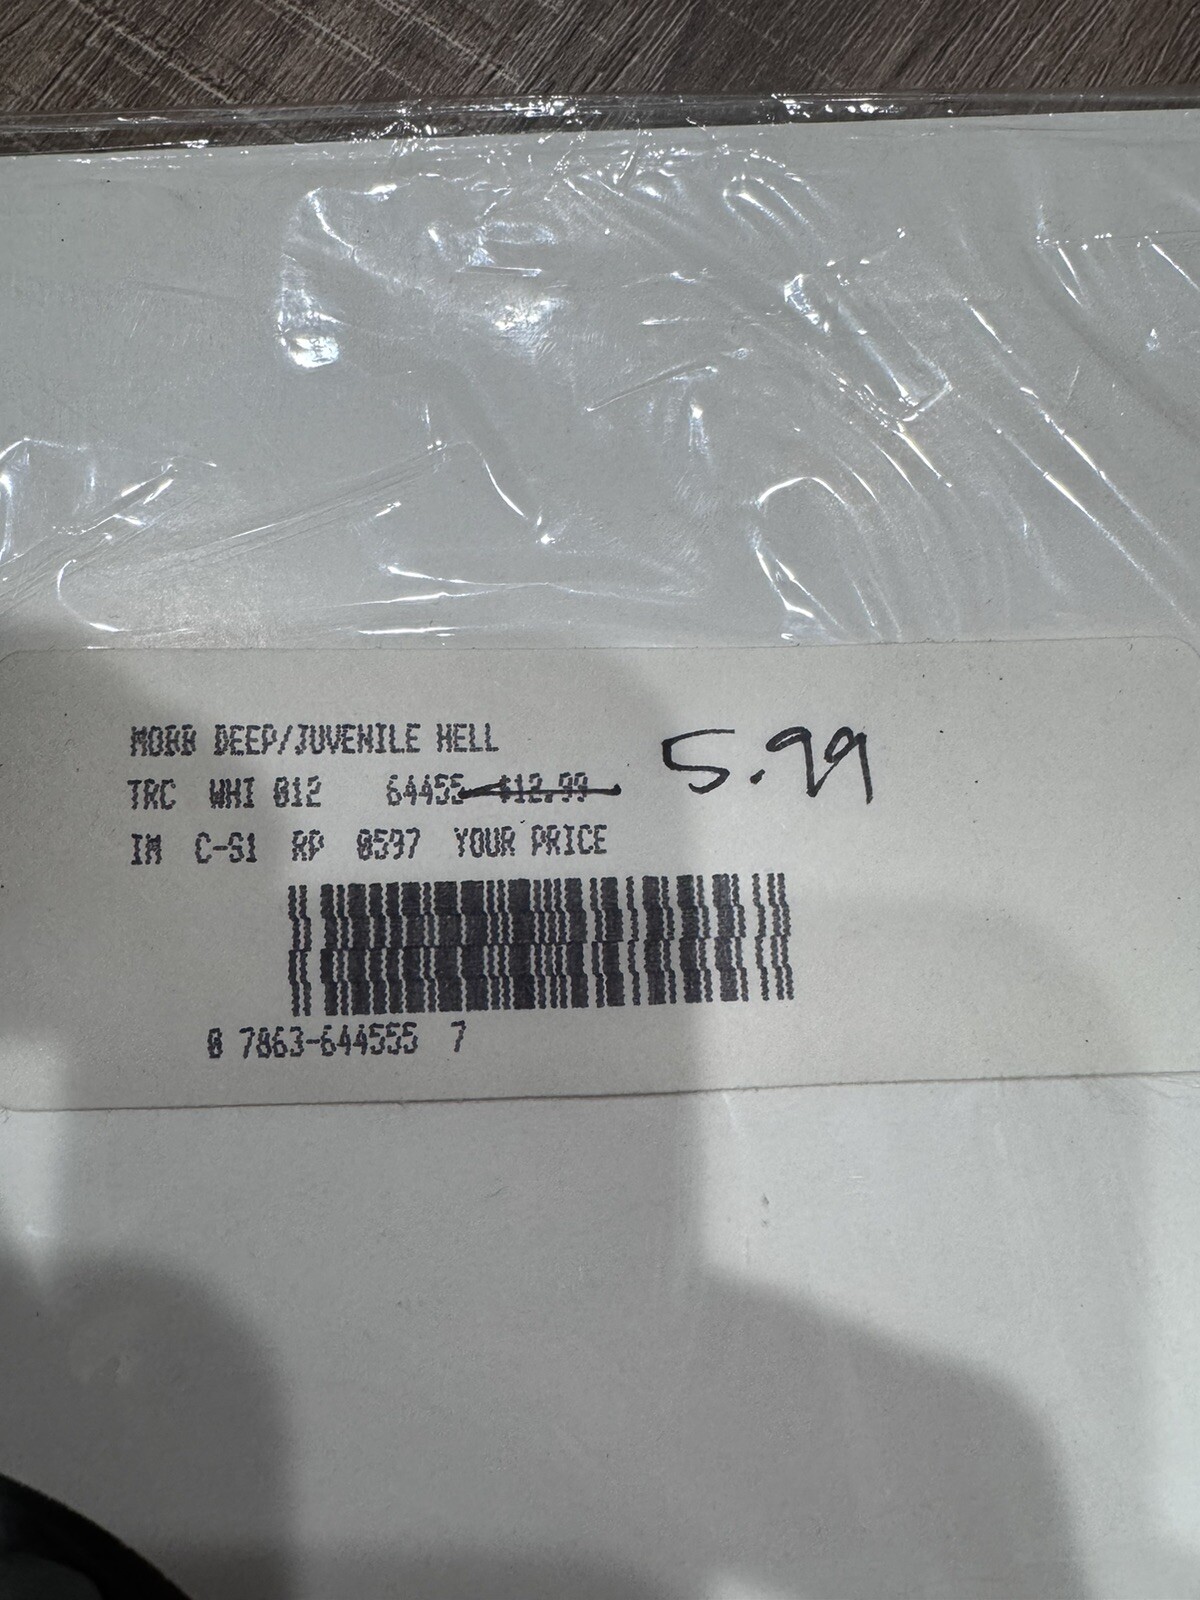 MOBB DEEP/JUVENILE HELL
TRC WHI 012 64455 $12.99 5.99
IM C-S1 RP 0597 YOUR PRICE
0 7863-644555 7